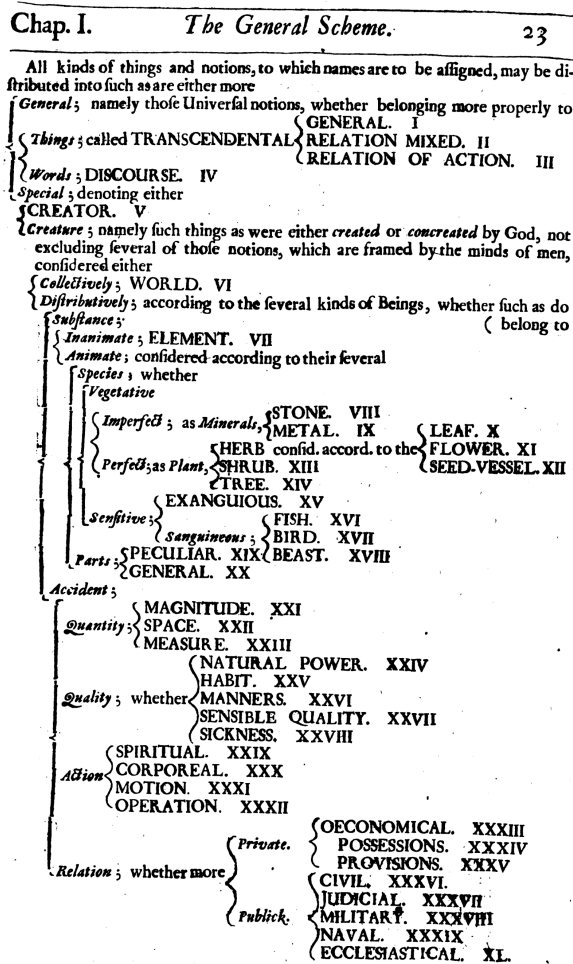 Chap. I. The General Scheme. 23
All kinds of things and notions, to which names are to be aſſigned, may be di-
ſtributed into ſuch as are either more
General; namely thoſe Univerſal notions, whether belonging more properly to
GENERAL. I
Things; called TRANSCENDENTAL RELATION MIXED. II
RELATION OF ACTION. III
Words; DISCOURSE. IV
Special; denoting either
CREATOR. V
Creature; namely ſuch things as were either created or concreated by God, not
excluding ſeveral of thoſe notions, which are framed by the minds of men,
conſidered either
Collectively; WORLD. VI
Diſtributively; according to the ſeveral kinds of Beings, whether ſuch as do
Subſtance; ( belong to
Inanimate; ELEMENT. VII
Animate; conſidered according to their ſeveral
Species; whether
Vegetative
STONE. VIII
Imperfect; as Minerals, METAL. IX LEAF. X
HERB conſid. accord. to the FLOWER. XI
Perfect; as Plant, SHRUB. XIII SEED-VESSEL. XII
TREE. XIV
EXANGUIOUS. XV
Senſitive; FISH. XVI
Sanguineous; BIRD. XVII
PECULIAR. XIX BEAST. XVIII
Parts; GENERAL. XX
Accident;
MAGNITUDE. XXI
Quantity; SPACE. XXII
MEASURE. XXIII
NATURAL POWER. XXIV
HABIT. XXV
Quality; whether MANNERS. XXVI
SENSIBLE QUALITY. XXVII
SICKNESS. XXVIII
SPIRITUAL. XXIX
Action CORPOREAL. XXX
MOTION. XXXI
OPERATION. XXXII
OECONOMICAL. XXXIII
Private. POSSESSIONS. XXXIV
PROVISIONS. XXXV
Relation; whether more
CIVIL. XXXVI.
JUDICIAL. XXXVII
Publick. MILITARY. XXXVIII
NAVAL. XXXIX
ECCLESIASTICAL. XL.